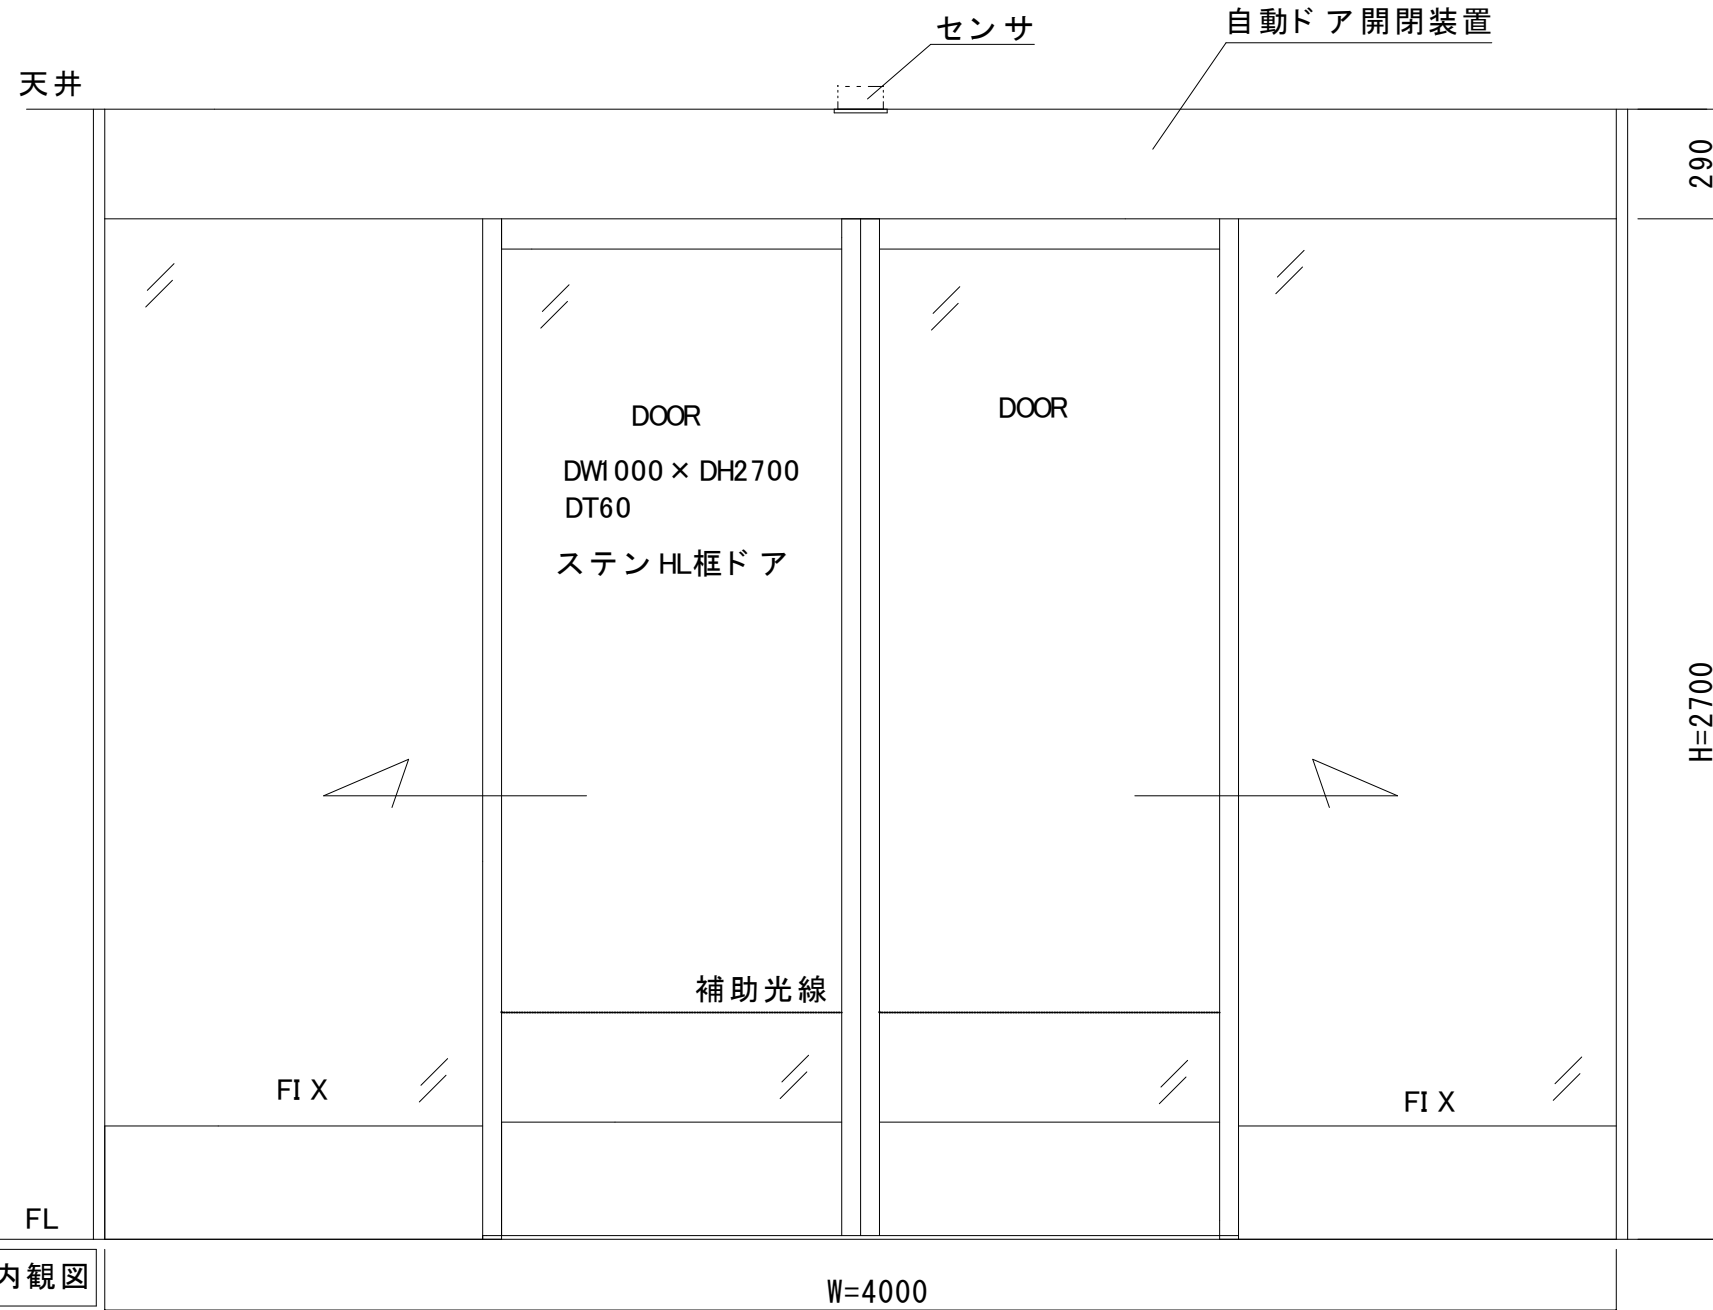 センサ
自動ドア開閉装置
天井
290
DOOR
DOOR
DW1000×DH2700
DT60
ステンHL框ドア
H=2700
補助光線
FIX
FIX
FL
内観図
W=4000